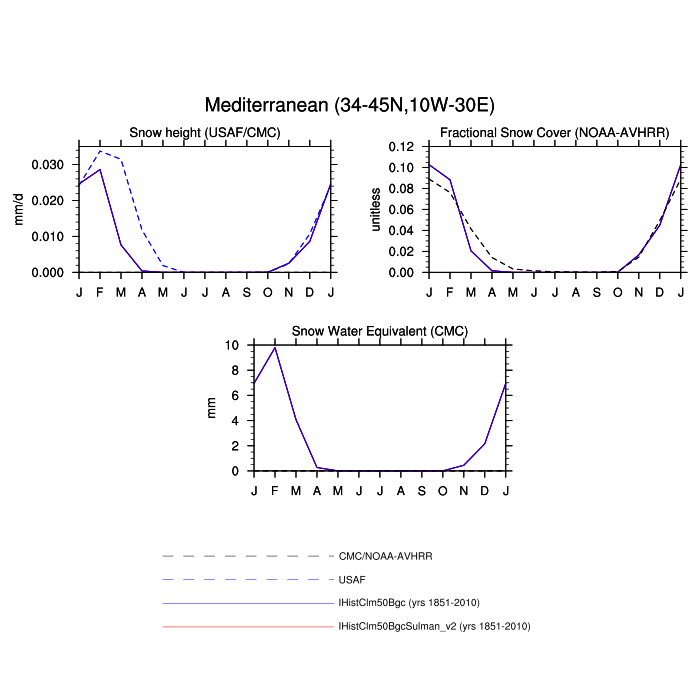 Mediterranean (34-45N,10W-30E)
Snow height (USAF/CMC)
0.030
0.020
0.010
0.000
mm/d
J F M A M J J A S O N D J
Fractional Snow Cover (NOAA-AVHRR)
0.12
0.10
0.08
0.06
0.04
0.02
0.00
unitless
J F M A M J J A S O N D J
Snow Water Equivalent (CMC)
10
8
6
4
2
0
mm
J F M A M J J A S O N D J
CMC/NOAA-AVHRR
USAF
IHistClm50Bgc (yrs 1851-2010)
IHistClm50BgcSulman_v2 (yrs 1851-2010)